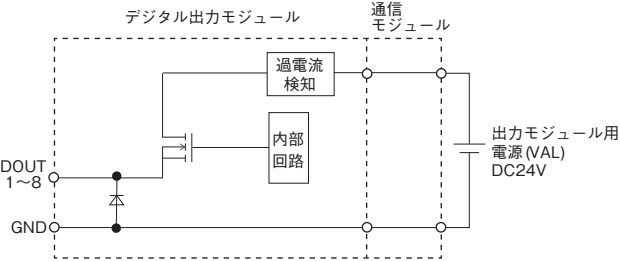 デジタル出力モジュール
通信
モジュール
過電流
検知
内部
回路
出力モジュール用
電源(VAL)
DC24V
DOUT
1～8
GND